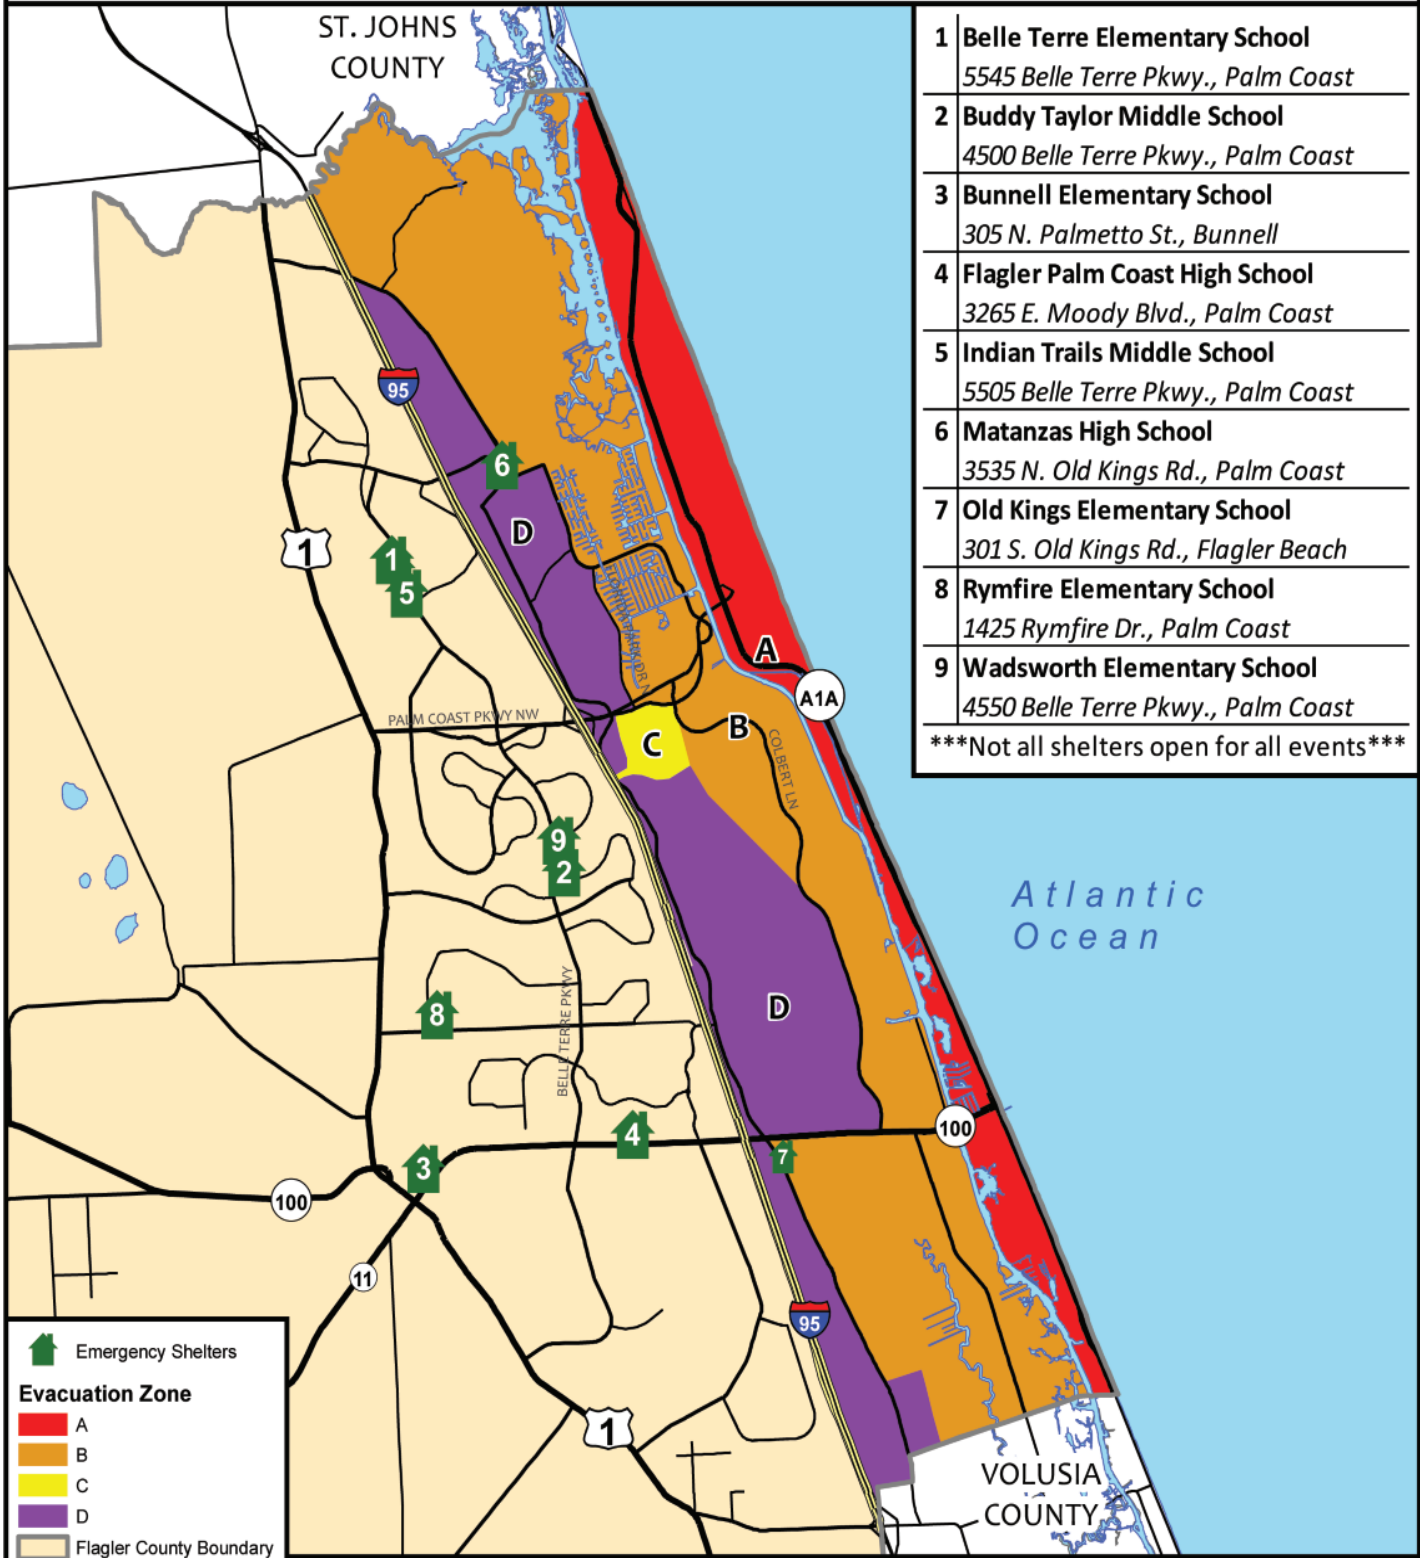 ST. JOHNS
COUNTY
1 Belle Terre Elementary School
5545 Belle Terre Pkwy., Palm Coast
2 Buddy Taylor Middle School
4500 Belle Terre Pkwy., Palm Coast
3 Bunnell Elementary School
305 N. Palmetto St., Bunnell
4 Flagler Palm Coast High School
3265 E. Moody Blvd., Palm Coast
5 Indian Trails Middle School
5505 Belle Terre Pkwy., Palm Coast
6 Matanzas High School
3535 N. Old Kings Rd., Palm Coast
7 Old Kings Elementary School
301 S. Old Kings Rd., Flagler Beach
8 Rymfire Elementary School
1425 Rymfire Dr., Palm Coast
9 Wadsworth Elementary School
4550 Belle Terre Pkwy., Palm Coast
***Not all shelters open for all events***
95
6
D
1
1
5
A
A1A
PALM COAST PKWY NW
C
B
COLBERT LN
9
2
Atlantic
Ocean
D
8
BELLE TERRE PKWY
4
100
7
3
100
11
95
1
VOLUSIA
COUNTY
Emergency Shelters
Evacuation Zone
A
B
C
D
Flagler County Boundary